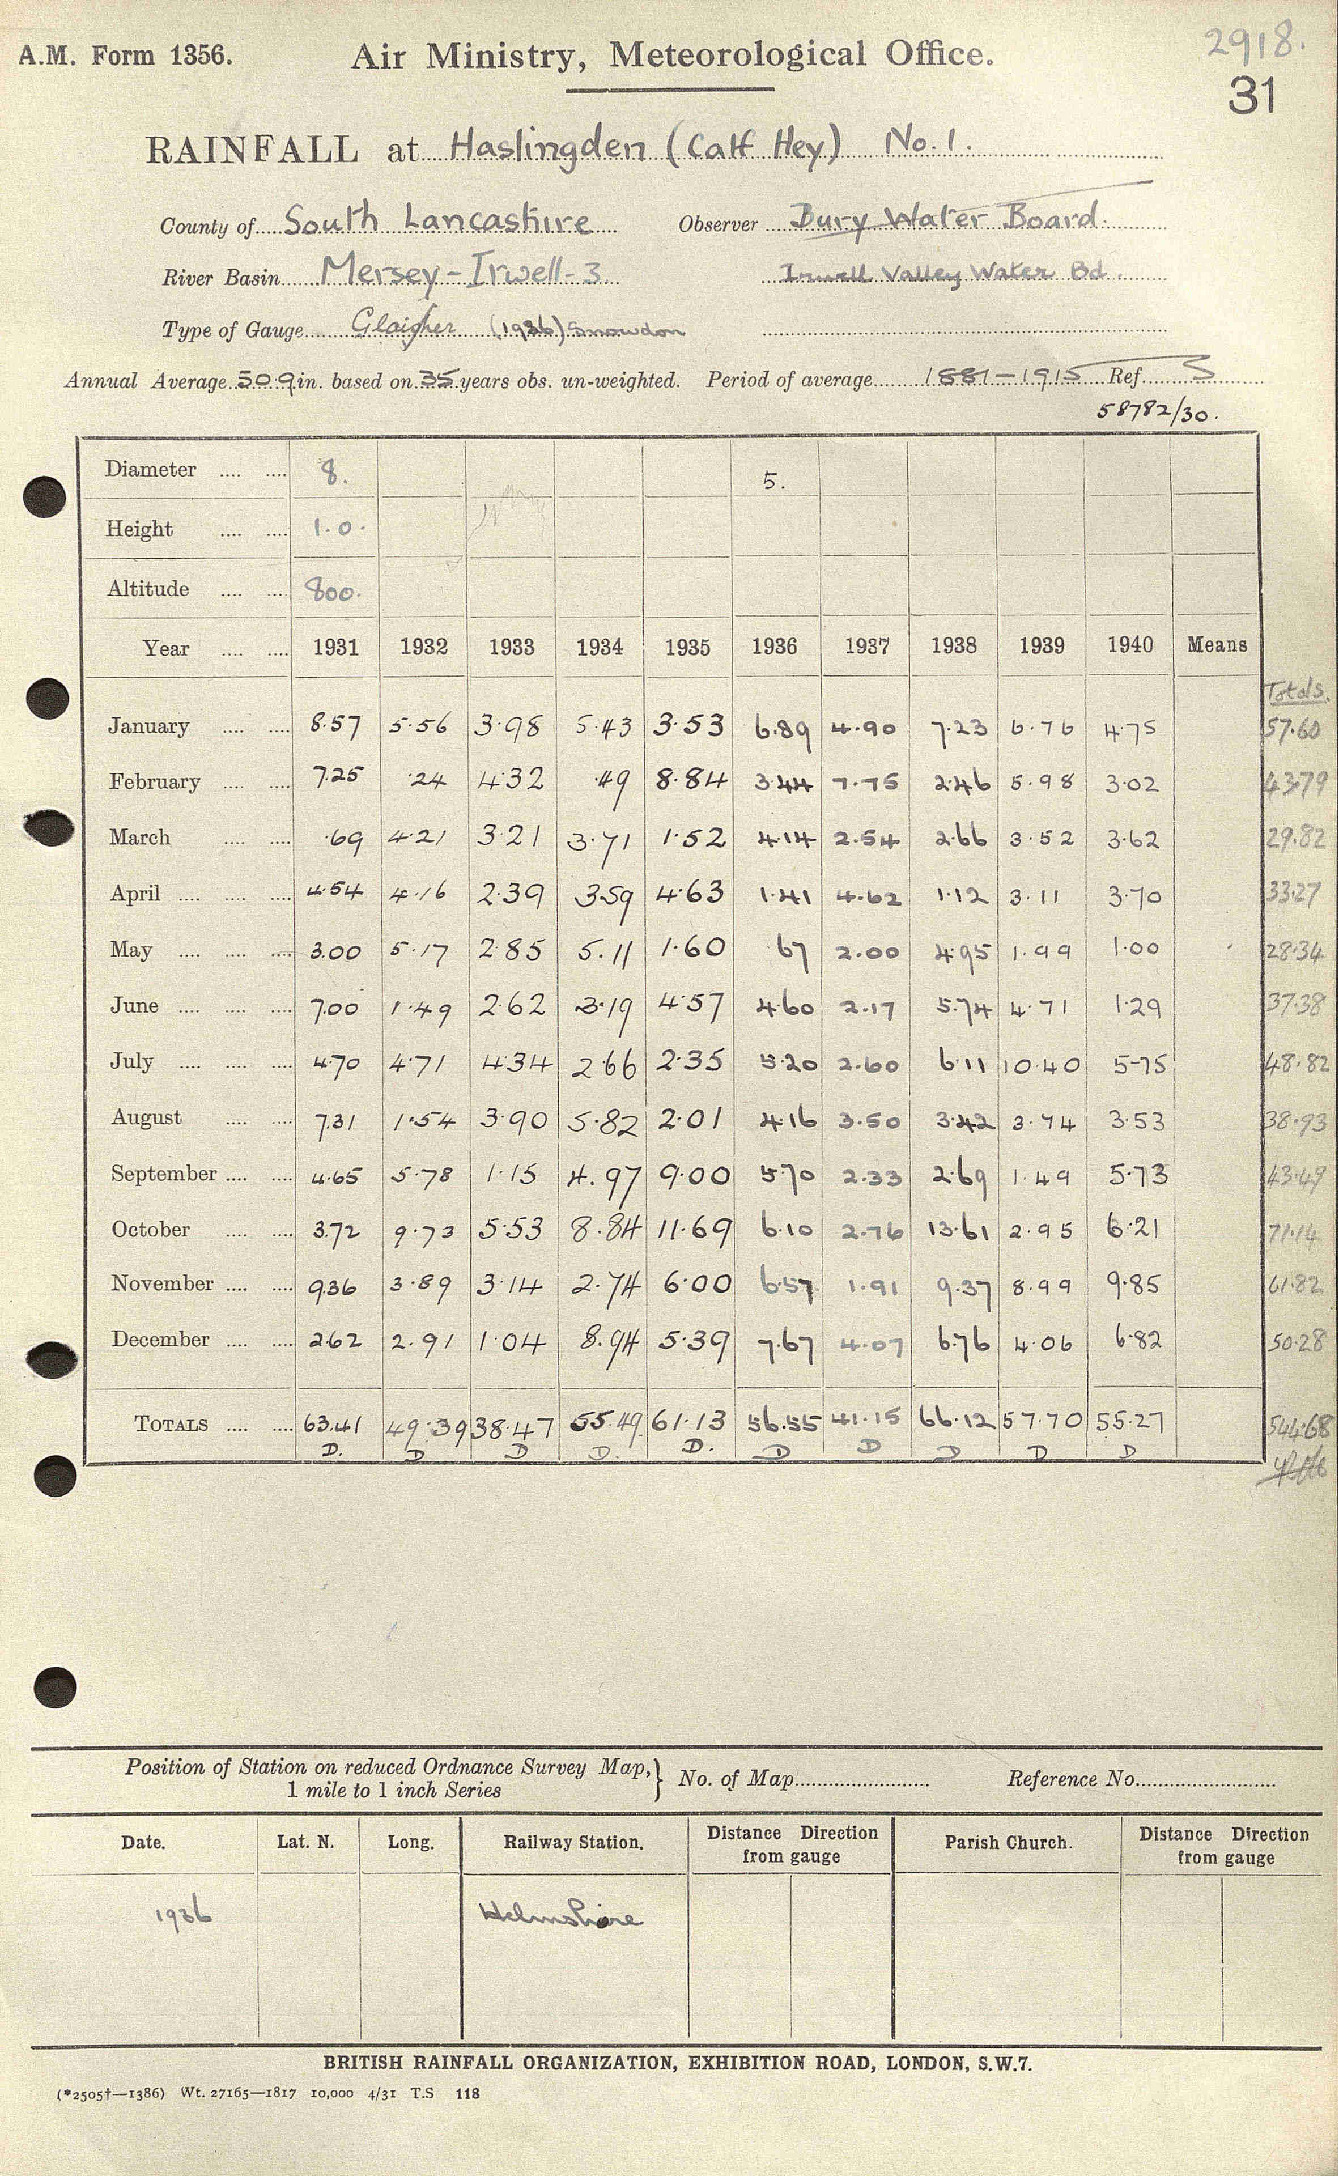 2918.
A.M. Form 1356. Air Ministry, Meteorological Office.
31
RAINFALL at Haslingden (Calf Hey) No. 1.
County of South Lancashire Observer Bury Water Board.
River Basin Mersey-Irwell-3 Irwell Valley Water Bd.
Type of Gauge Glaisher (1936) Snowdon
Annual Average 50.9 in. based on 35 years obs. un-weighted. Period of average 1881-1915 Ref. 3
58782/30.
Diameter .... .... 8. 5.
Height .... .... 1.0.
Altitude .... .... 800.
Year .... .... 1931 1932 1933 1934 1935 1936 1937 1938 1939 1940 Means
Totals.
January .... .... 8.57 5.56 3.98 5.43 3.53 6.89 4.90 7.23 6.76 4.75 57.60
February .... .... 7.25 .24 4.32 .49 8.84 3.44 7.75 2.46 5.98 3.02 43.79
March .... .... .69 4.21 3.21 3.71 1.52 4.14 2.54 2.66 3.52 3.62 29.82
April .... .... .... 4.54 4.16 2.39 3.59 4.63 1.41 4.62 1.12 3.11 3.70 33.27
May .... .... .... 3.00 5.17 2.85 5.11 1.60 .67 2.00 4.95 1.99 1.00 28.34
June .... .... .... 7.00 1.49 2.62 3.19 4.57 4.60 2.17 5.74 4.71 1.29 37.38
July .... .... .... 4.70 4.71 4.34 2.66 2.35 5.20 2.60 6.11 10.40 5.75 48.82
August .... .... 7.31 1.54 3.90 5.82 2.01 4.16 3.50 3.42 3.74 3.53 38.93
September .... .... 4.65 5.78 1.15 4.97 9.00 5.70 2.33 2.69 1.49 5.73 43.49
October .... .... 3.72 9.73 5.53 8.84 11.69 6.10 2.76 13.61 2.95 6.21 71.14
November .... .... 9.36 3.89 3.14 2.74 6.00 6.57 1.91 9.37 8.99 9.85 61.82
December .... .... 2.62 2.91 1.04 8.94 5.39 7.67 4.07 6.76 4.06 6.82 50.28
TOTALS .... .... 63.41 49.39 38.47 55.49 61.13 56.55 41.15 66.12 57.70 55.27 544.68
D. D D D. D. D D D D D
Position of Station on reduced Ordnance Survey Map, } No. of Map Reference No.
1 mile to 1 inch Series
Date. Lat. N. Long. Railway Station. Distance Direction from gauge Parish Church. Distance Direction from gauge
1936 Helmshore
BRITISH RAINFALL ORGANIZATION, EXHIBITION ROAD, LONDON, S.W.7.
(*2505†—1386) Wt. 27165—1817 10,000 4/31 T.S 118